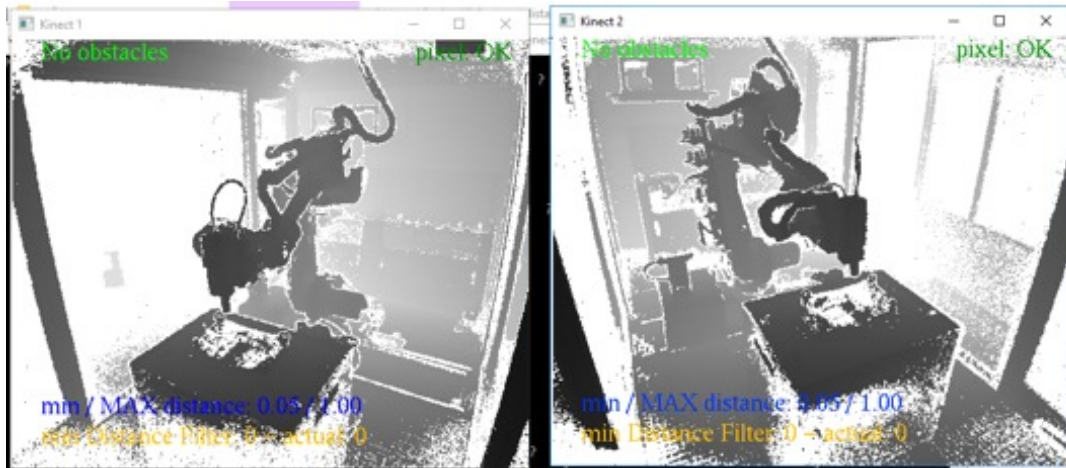 Kinect 1
No obstacles
pixel: OK
min / MAX distance: 0.05 / 1.00
min Distance Filter: 0 - actual: 0
Kinect 2
No obstacles
pixel: OK
min / MAX distance: 0.05 / 1.00
min Distance Filter: 0 - actual: 0